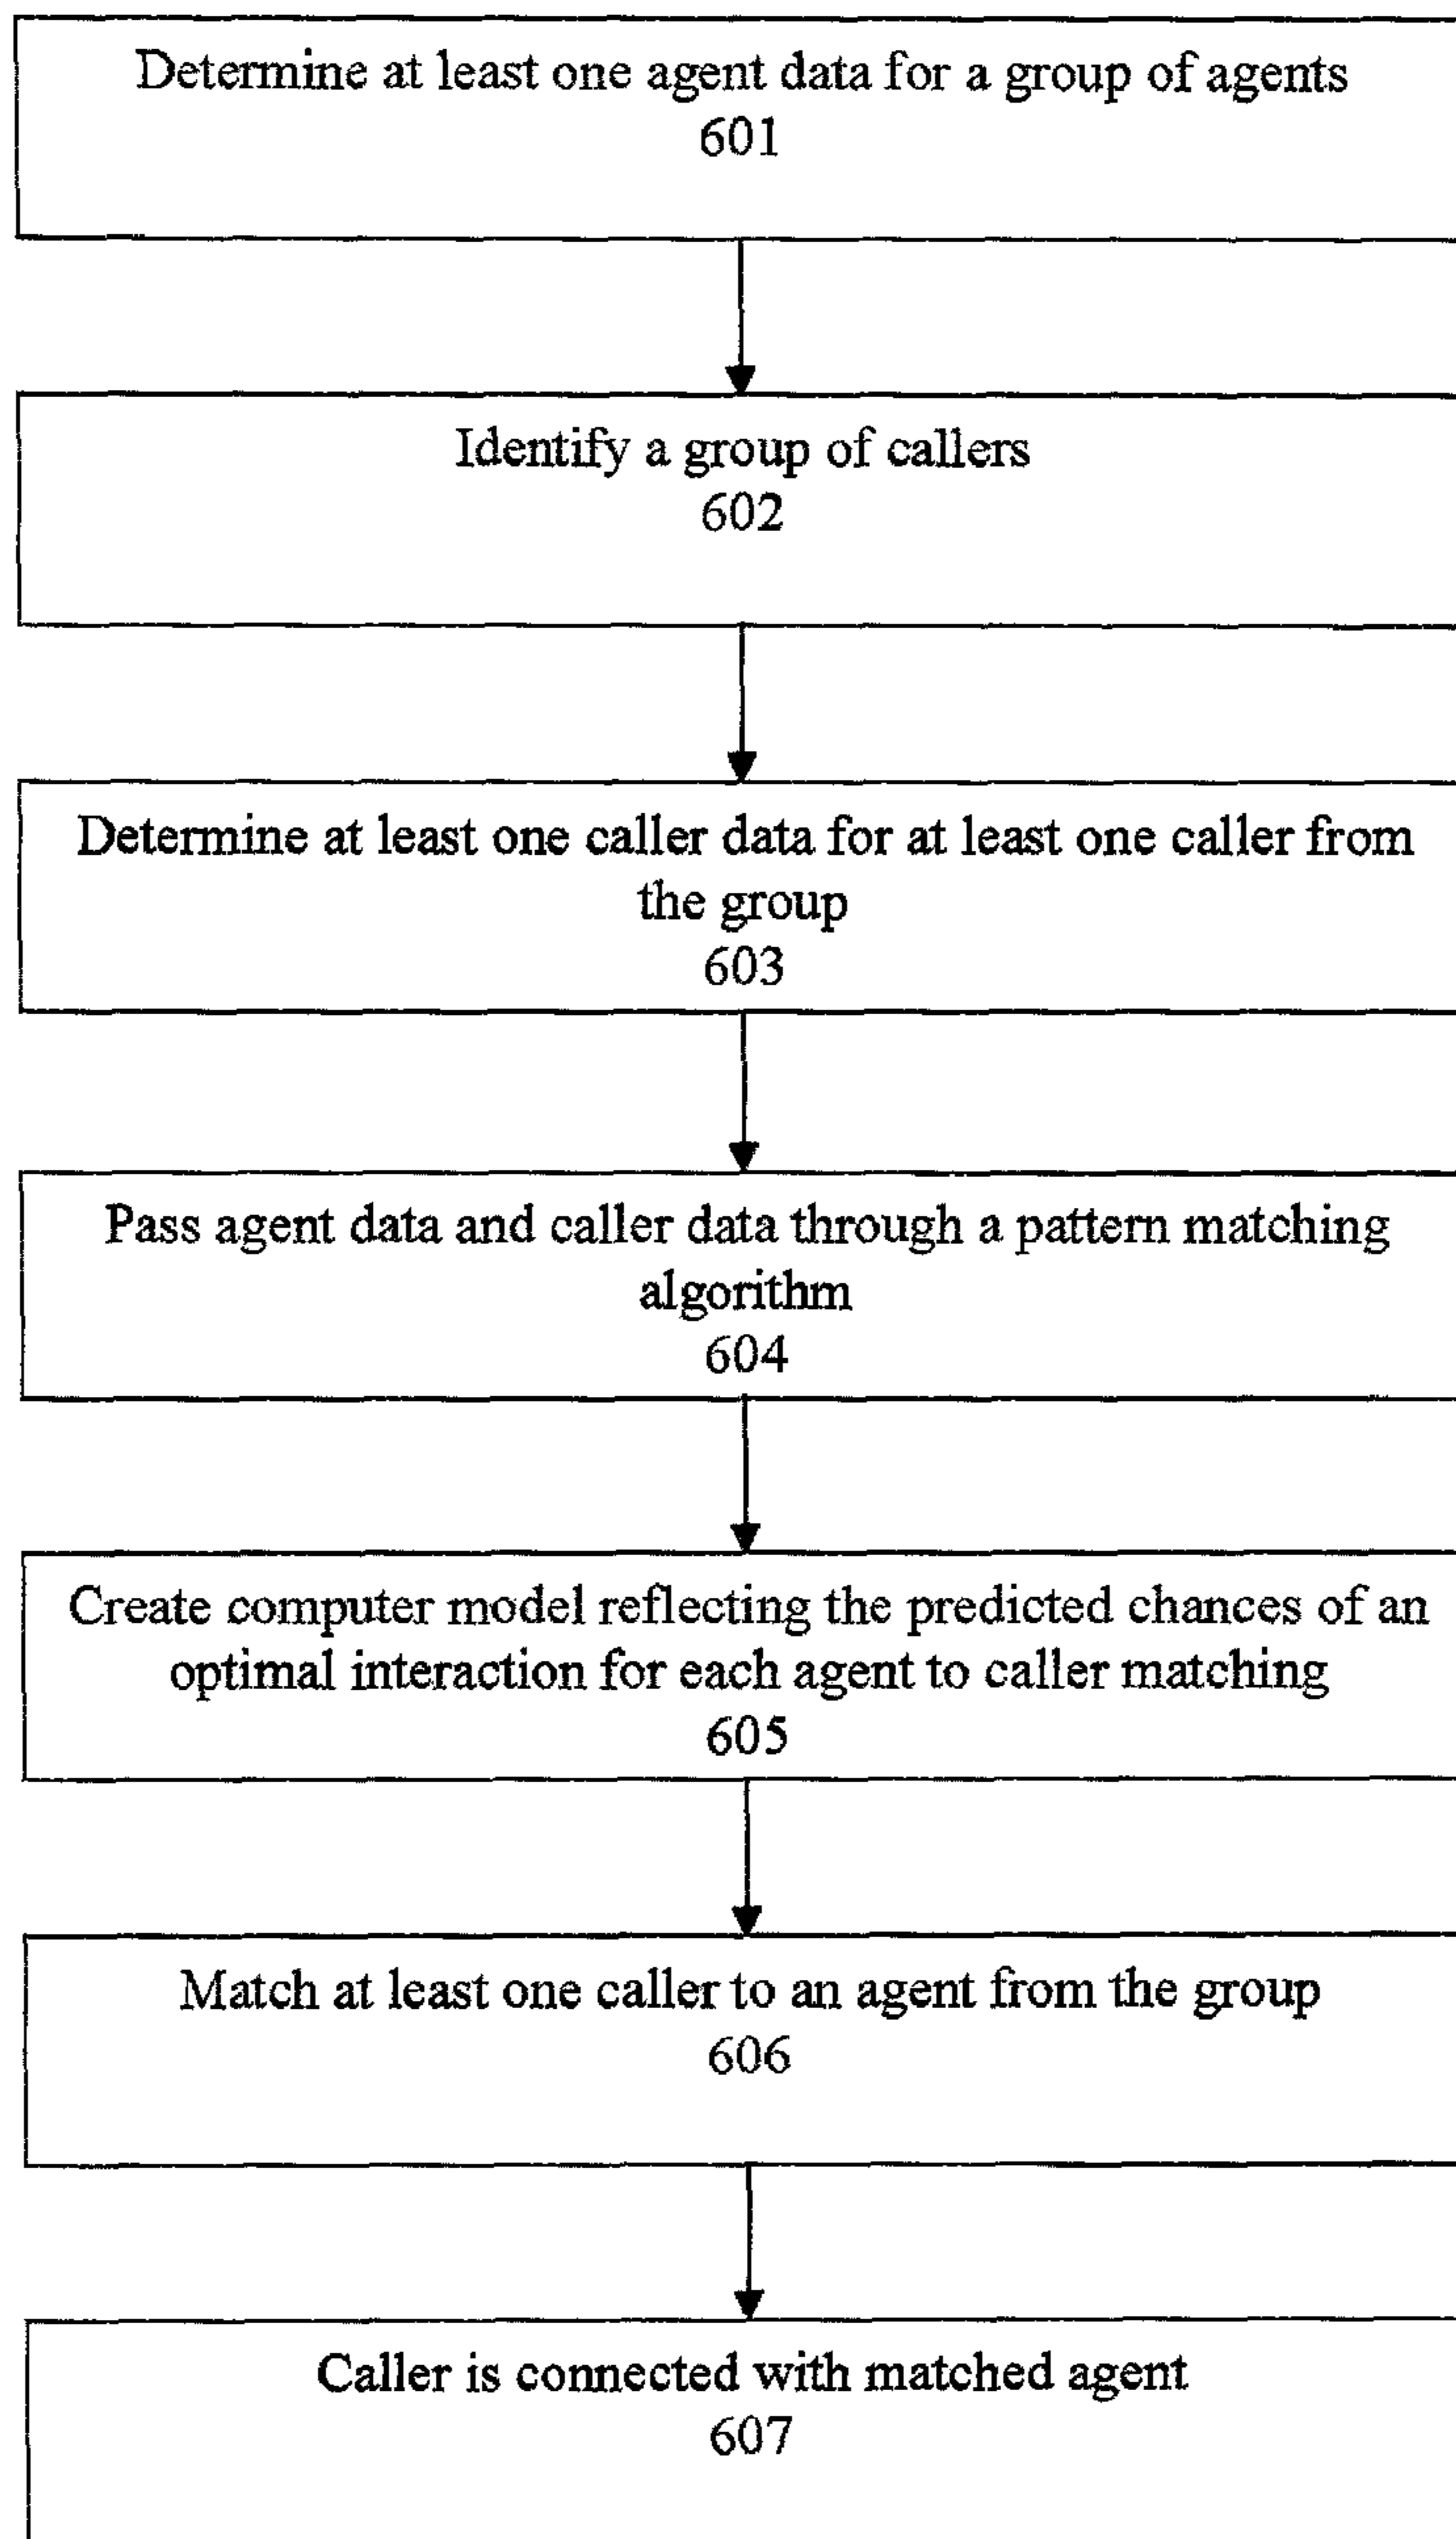 Determine at least one agent data for a group of agents
601
Identify a group of callers
602
Determine at least one caller data for at least one caller from
the group
603
Pass agent data and caller data through a pattern matching
algorithm
604
Create computer model reflecting the predicted chances of an
optimal interaction for each agent to caller matching
605
Match at least one caller to an agent from the group
606
Caller is connected with matched agent
607